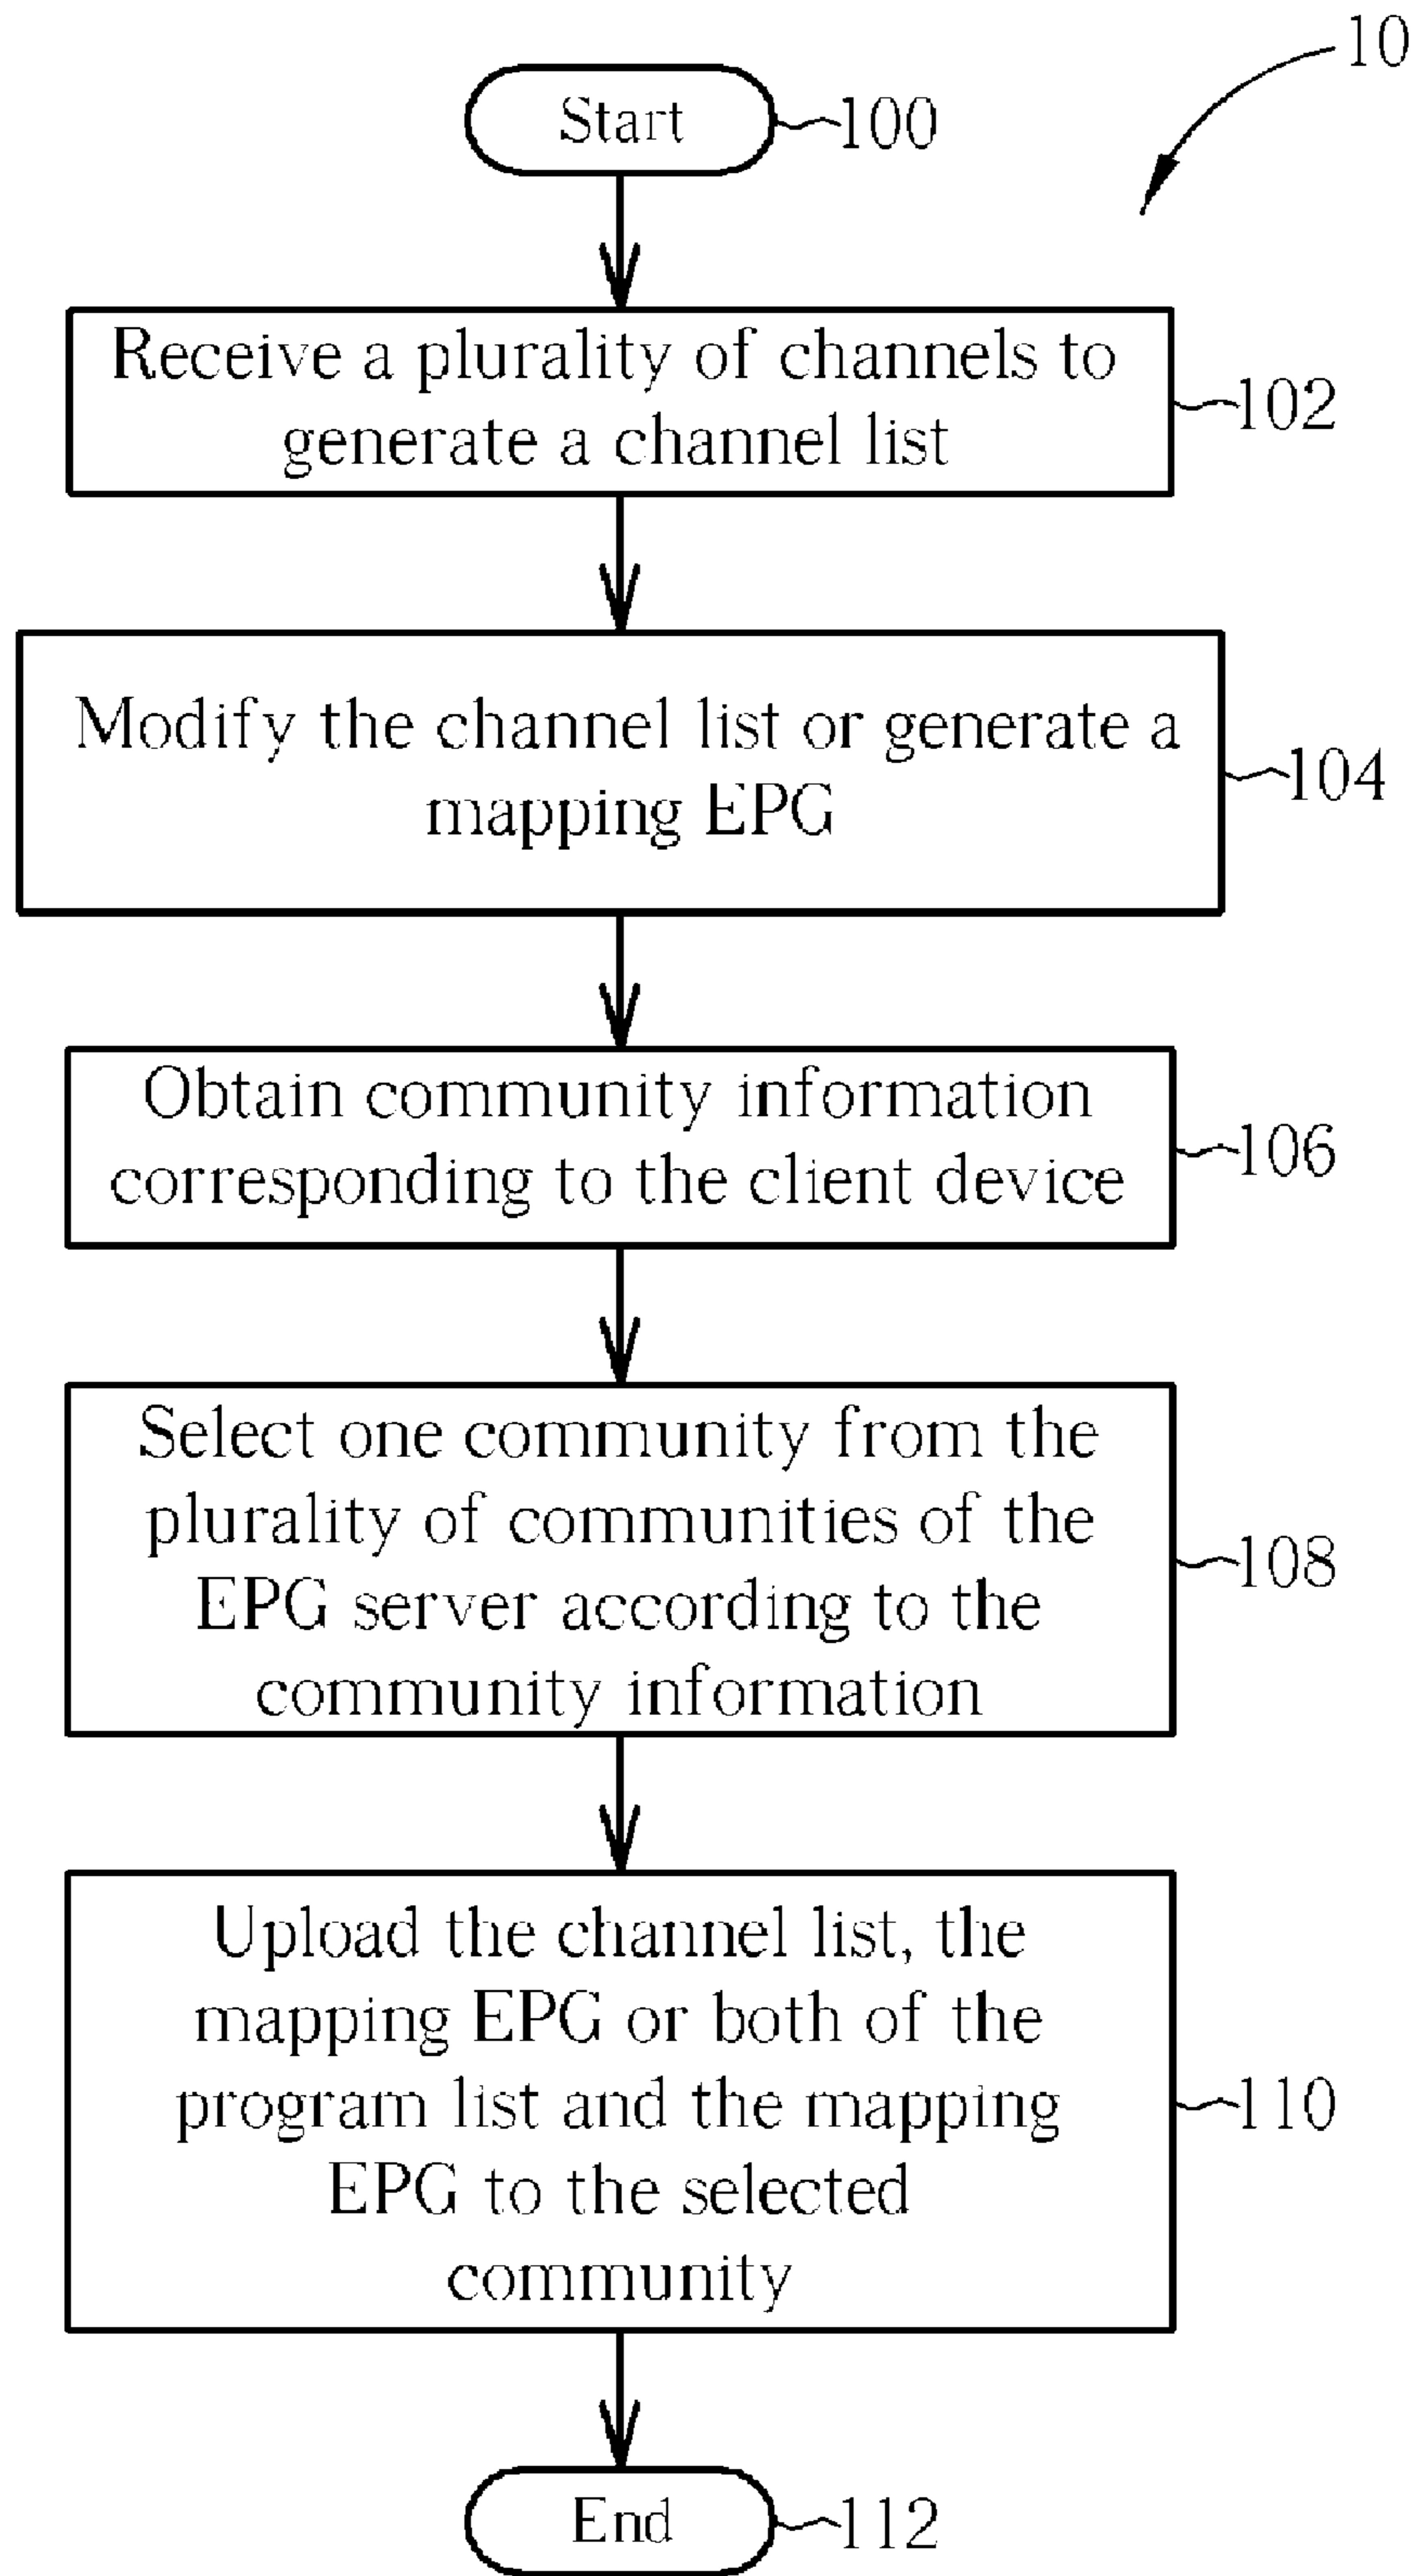 10
Start
100
Receive a plurality of channels to
generate a channel list
102
Modify the channel list or generate a
mapping EPG
104
Obtain community information
corresponding to the client device
106
Select one community from the
plurality of communities of the
EPG server according to the
community information
108
Upload the channel list, the
mapping EPG or both of the
program list and the mapping
EPG to the selected
community
110
End
112